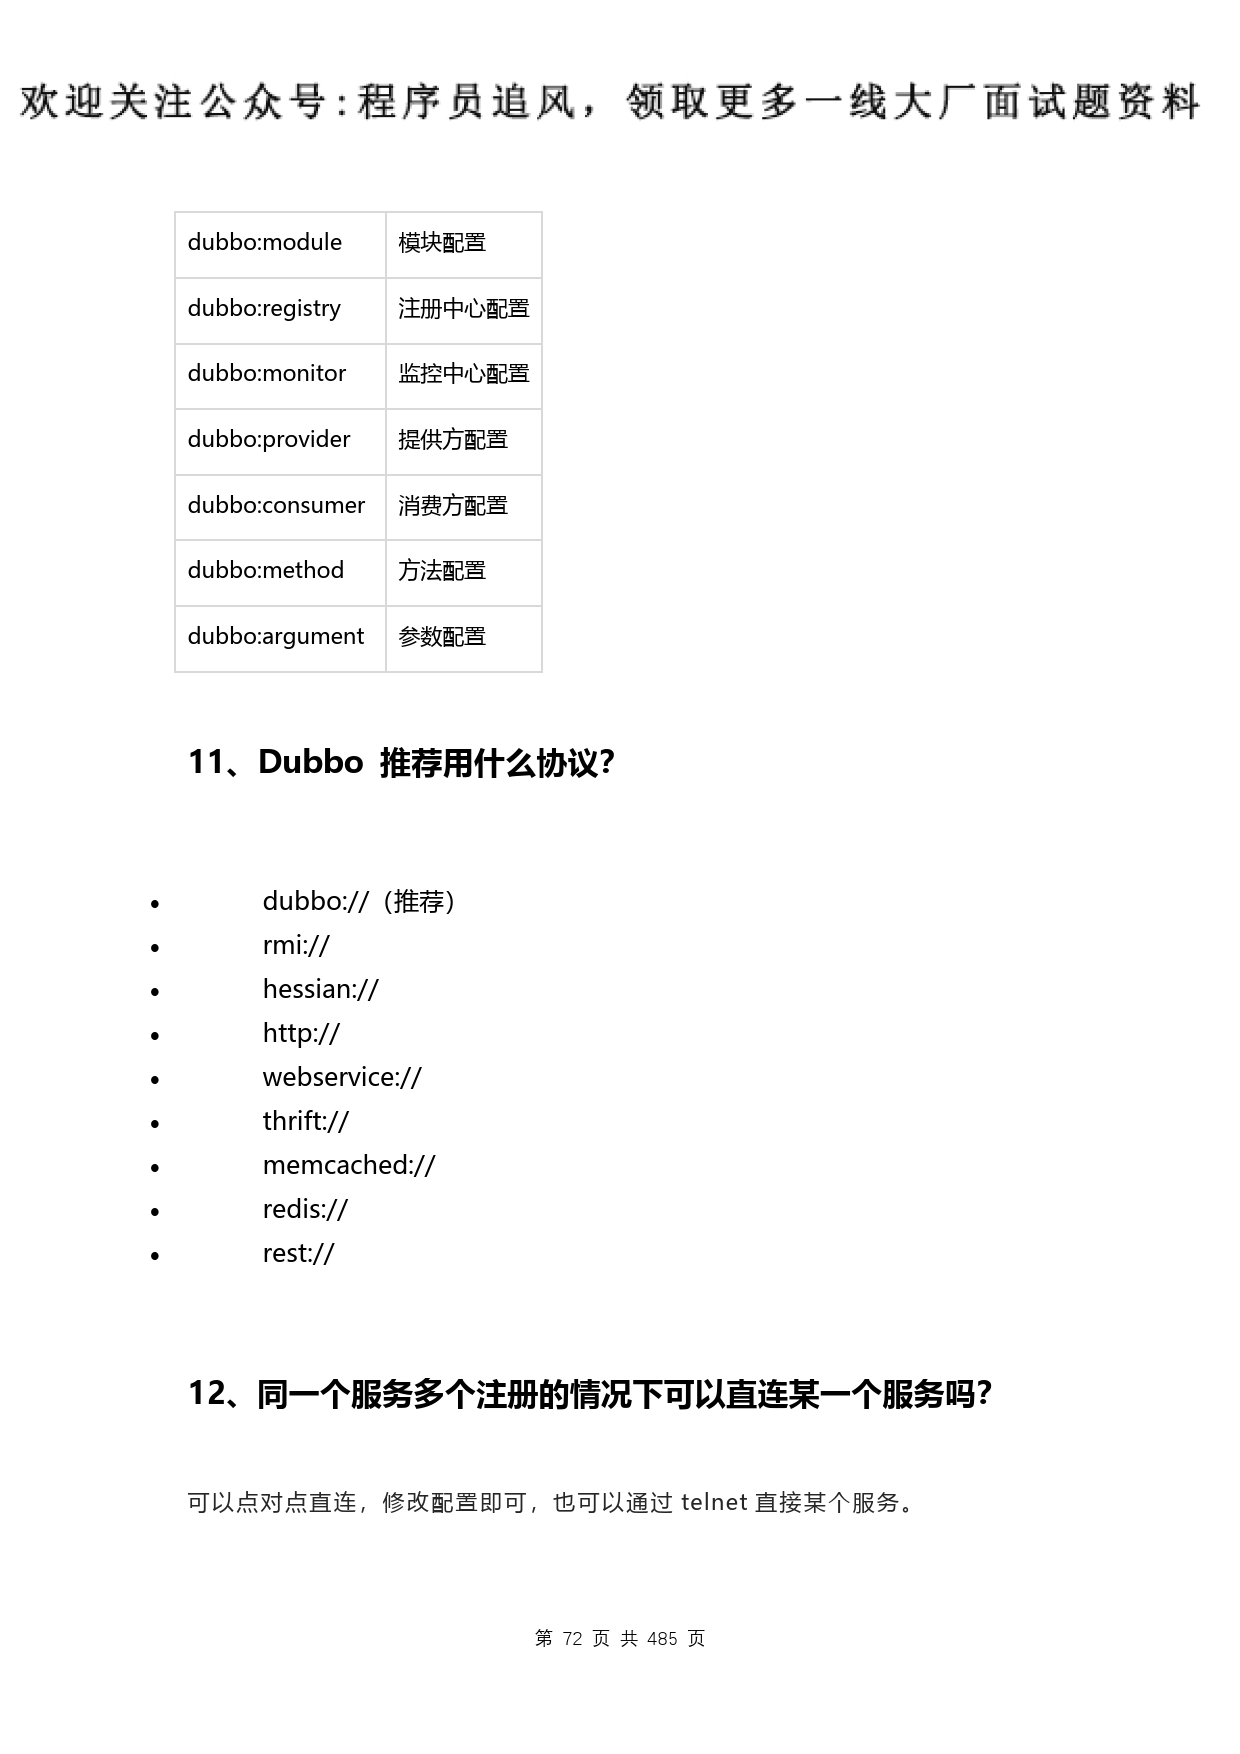 欢迎关注公众号:程序员追风，领取更多一线大厂面试题资料
dubbo:module 模块配置
dubbo:registry 注册中心配置
dubbo:monitor 监控中心配置
dubbo:provider 提供方配置
dubbo:consumer 消费方配置
dubbo:method 方法配置
dubbo:argument 参数配置
11、Dubbo 推荐用什么协议？
• dubbo://（推荐）
• rmi://
• hessian://
• http://
• webservice://
• thrift://
• memcached://
• redis://
• rest://
12、同一个服务多个注册的情况下可以直连某一个服务吗？
可以点对点直连，修改配置即可，也可以通过 telnet 直接某个服务。
第 72 页 共 485 页